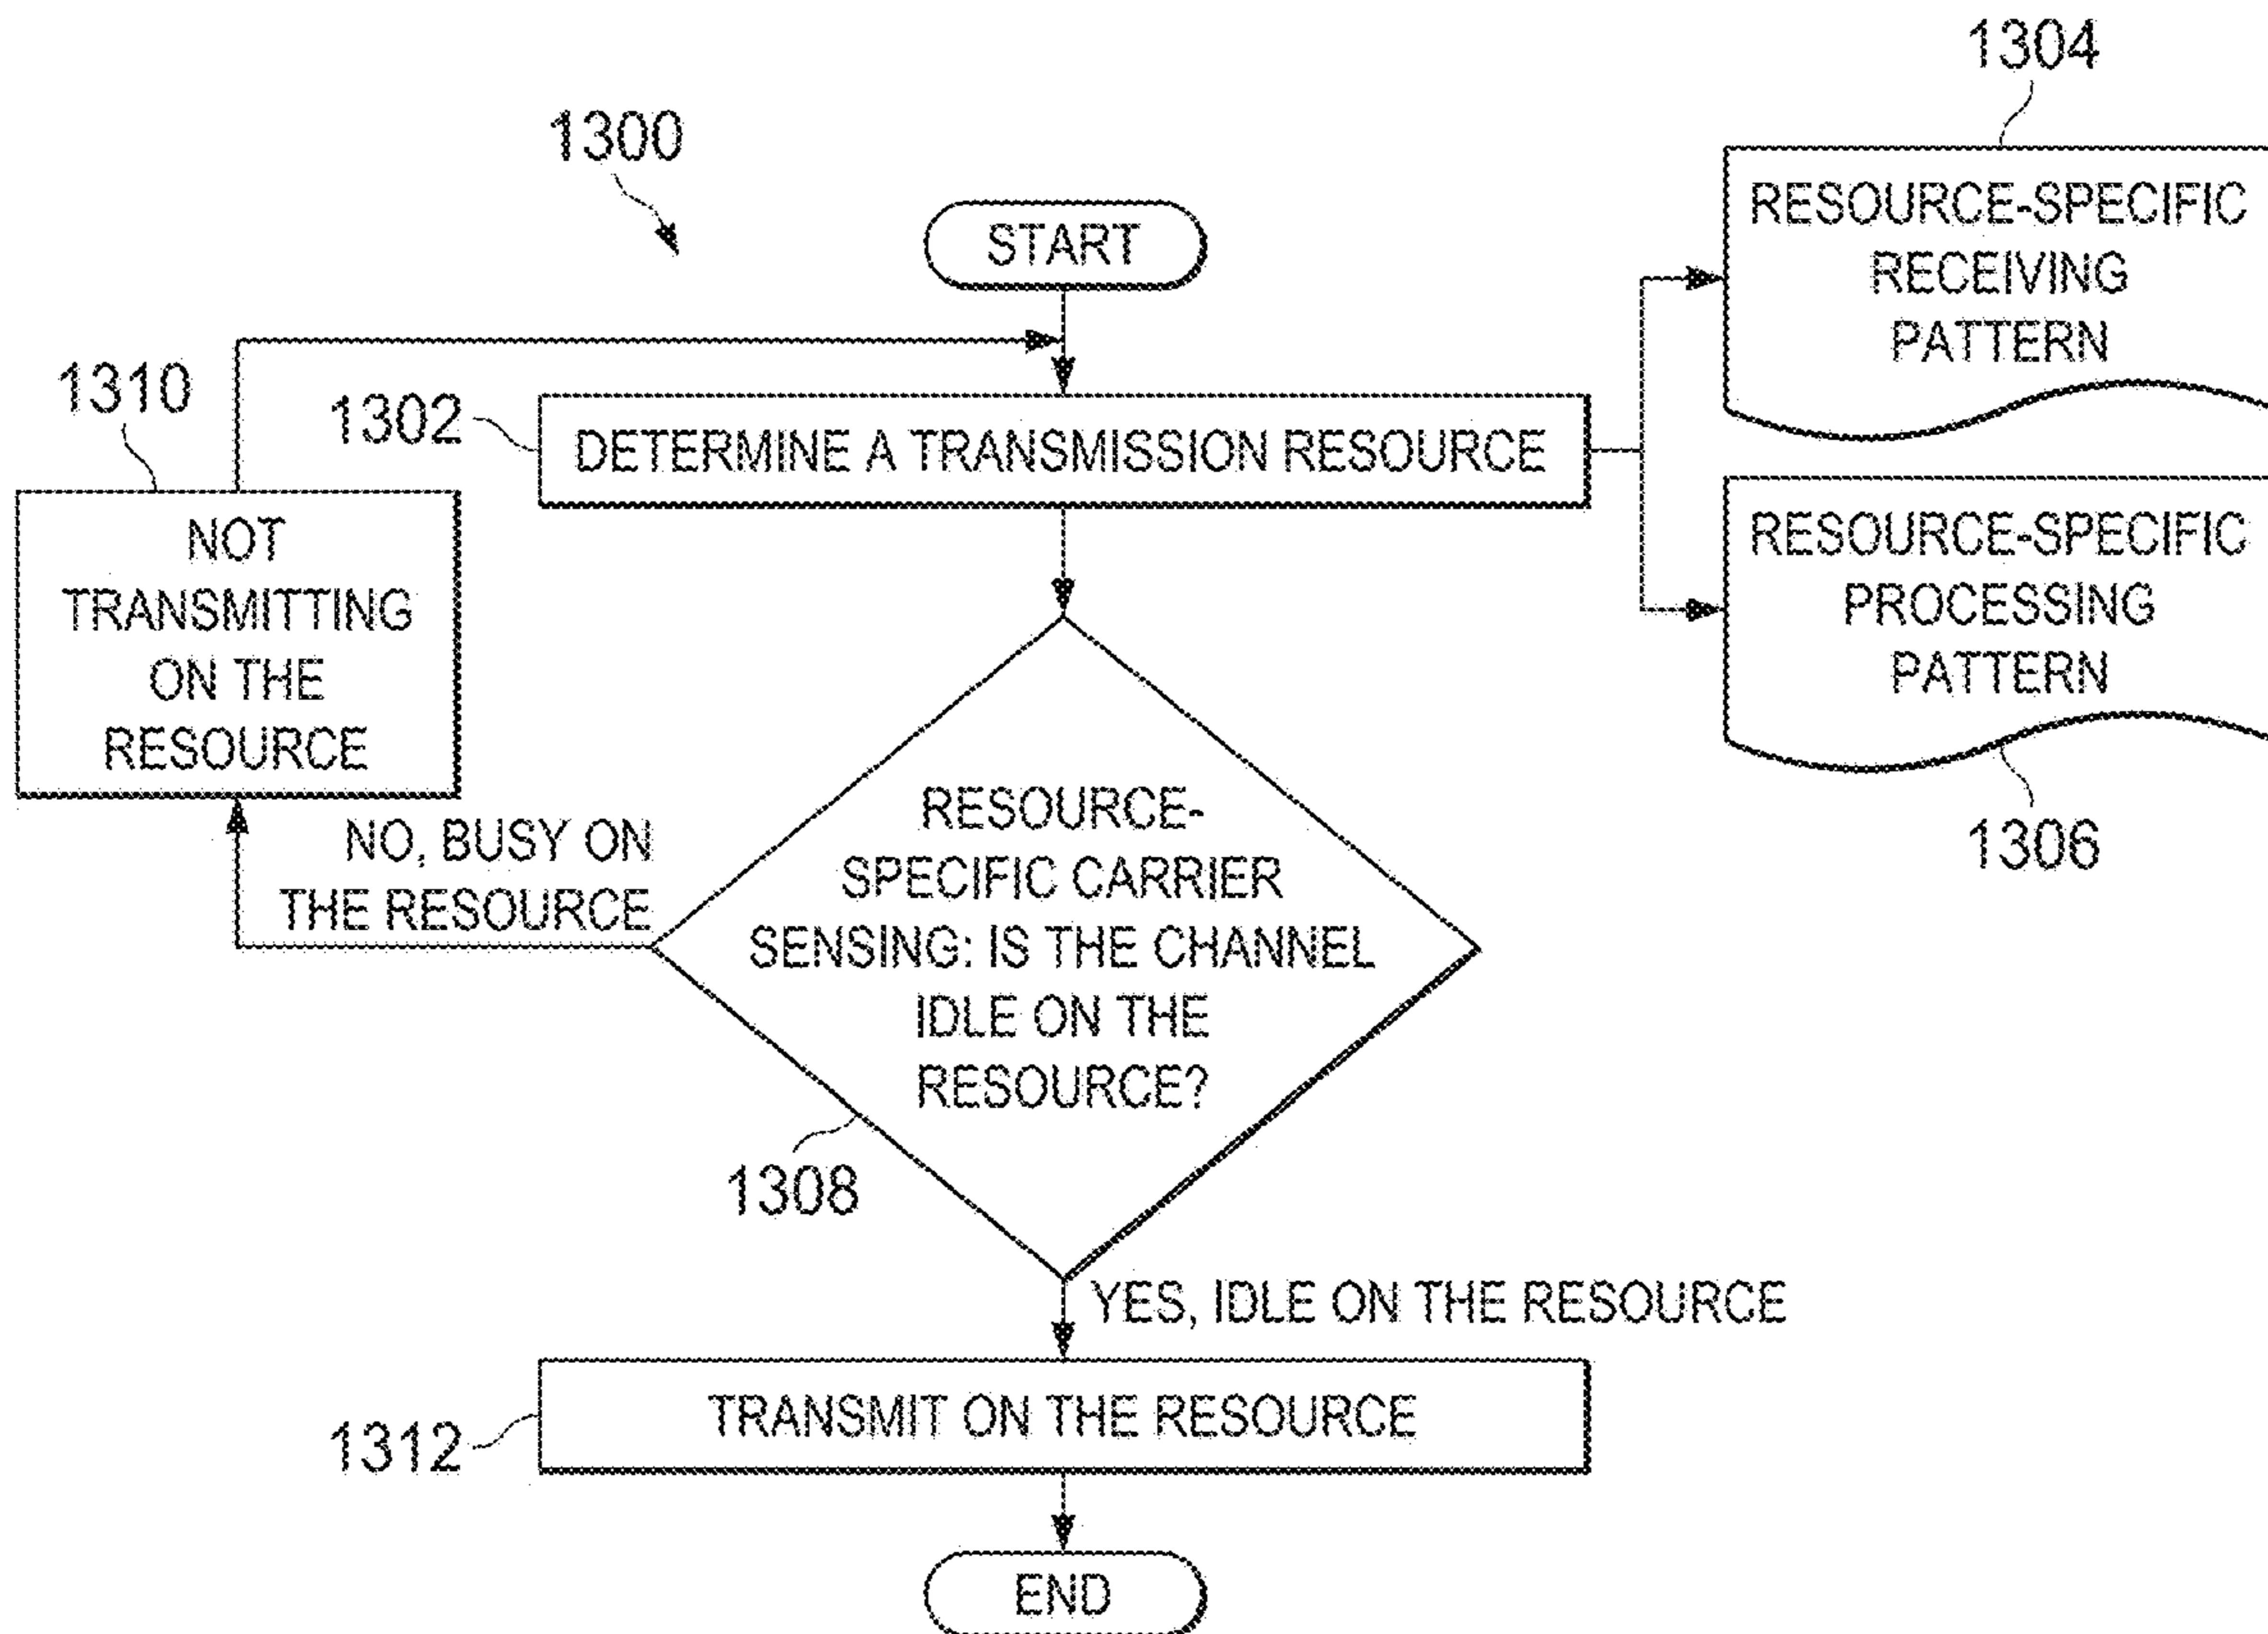 1304
1300
START
RESOURCE-SPECIFIC
RECEIVING
PATTERN
1310
1302
DETERMINE A TRANSMISSION RESOURCE
NOT
TRANSMITTING
ON THE
RESOURCE
RESOURCE-SPECIFIC
PROCESSING
PATTERN
1306
NO, BUSY ON
THE RESOURCE
RESOURCE-
SPECIFIC CARRIER
SENSING: IS THE CHANNEL
IDLE ON THE
RESOURCE?
1308
YES, IDLE ON THE RESOURCE
1312
TRANSMIT ON THE RESOURCE
END